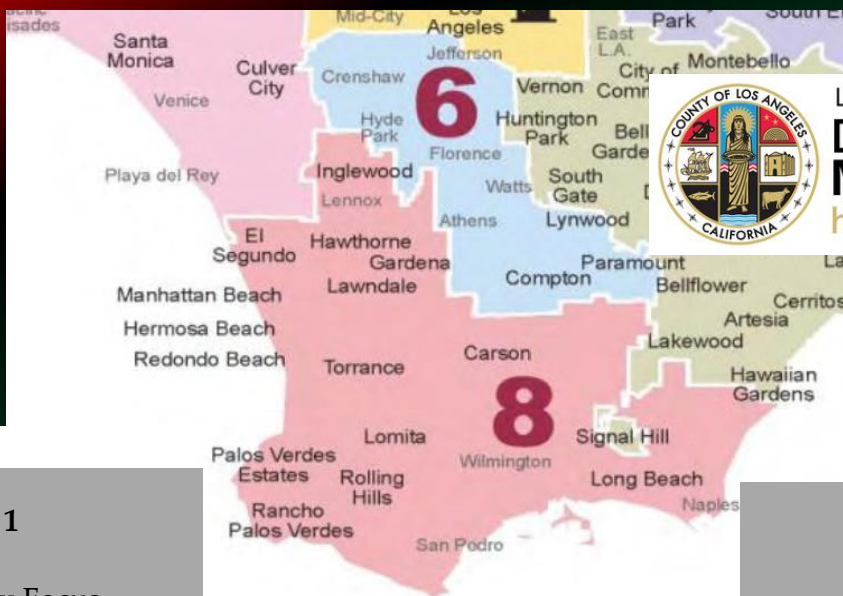 Mid-City
Angeles
Park
Santa
Monica
East
L.A.
Jefferson
City of
Montebello
Culver
City
Crenshaw
6
Vernon
Venice
Hyde
Park
Huntington
Park
Florence
Playa del Rey
Inglewood
Lennox
Watts
South
Gate
Athens
Lynwood
COUNTY OF LOS ANGELES
CALIFORNIA
El
Segundo
Hawthorne
Gardena
Lawndale
Compton
Paramount
Bellflower
Manhattan Beach
Cerritos
Artesia
Hermosa Beach
Lakewood
Redondo Beach
Torrance
Carson
Hawaiian
Gardens
8
Lomita
Signal Hill
Palos Verdes
Estates
Rolling
Hills
Wilmington
Long Beach
Rancho
Palos Verdes
Naples
San Pedro
1